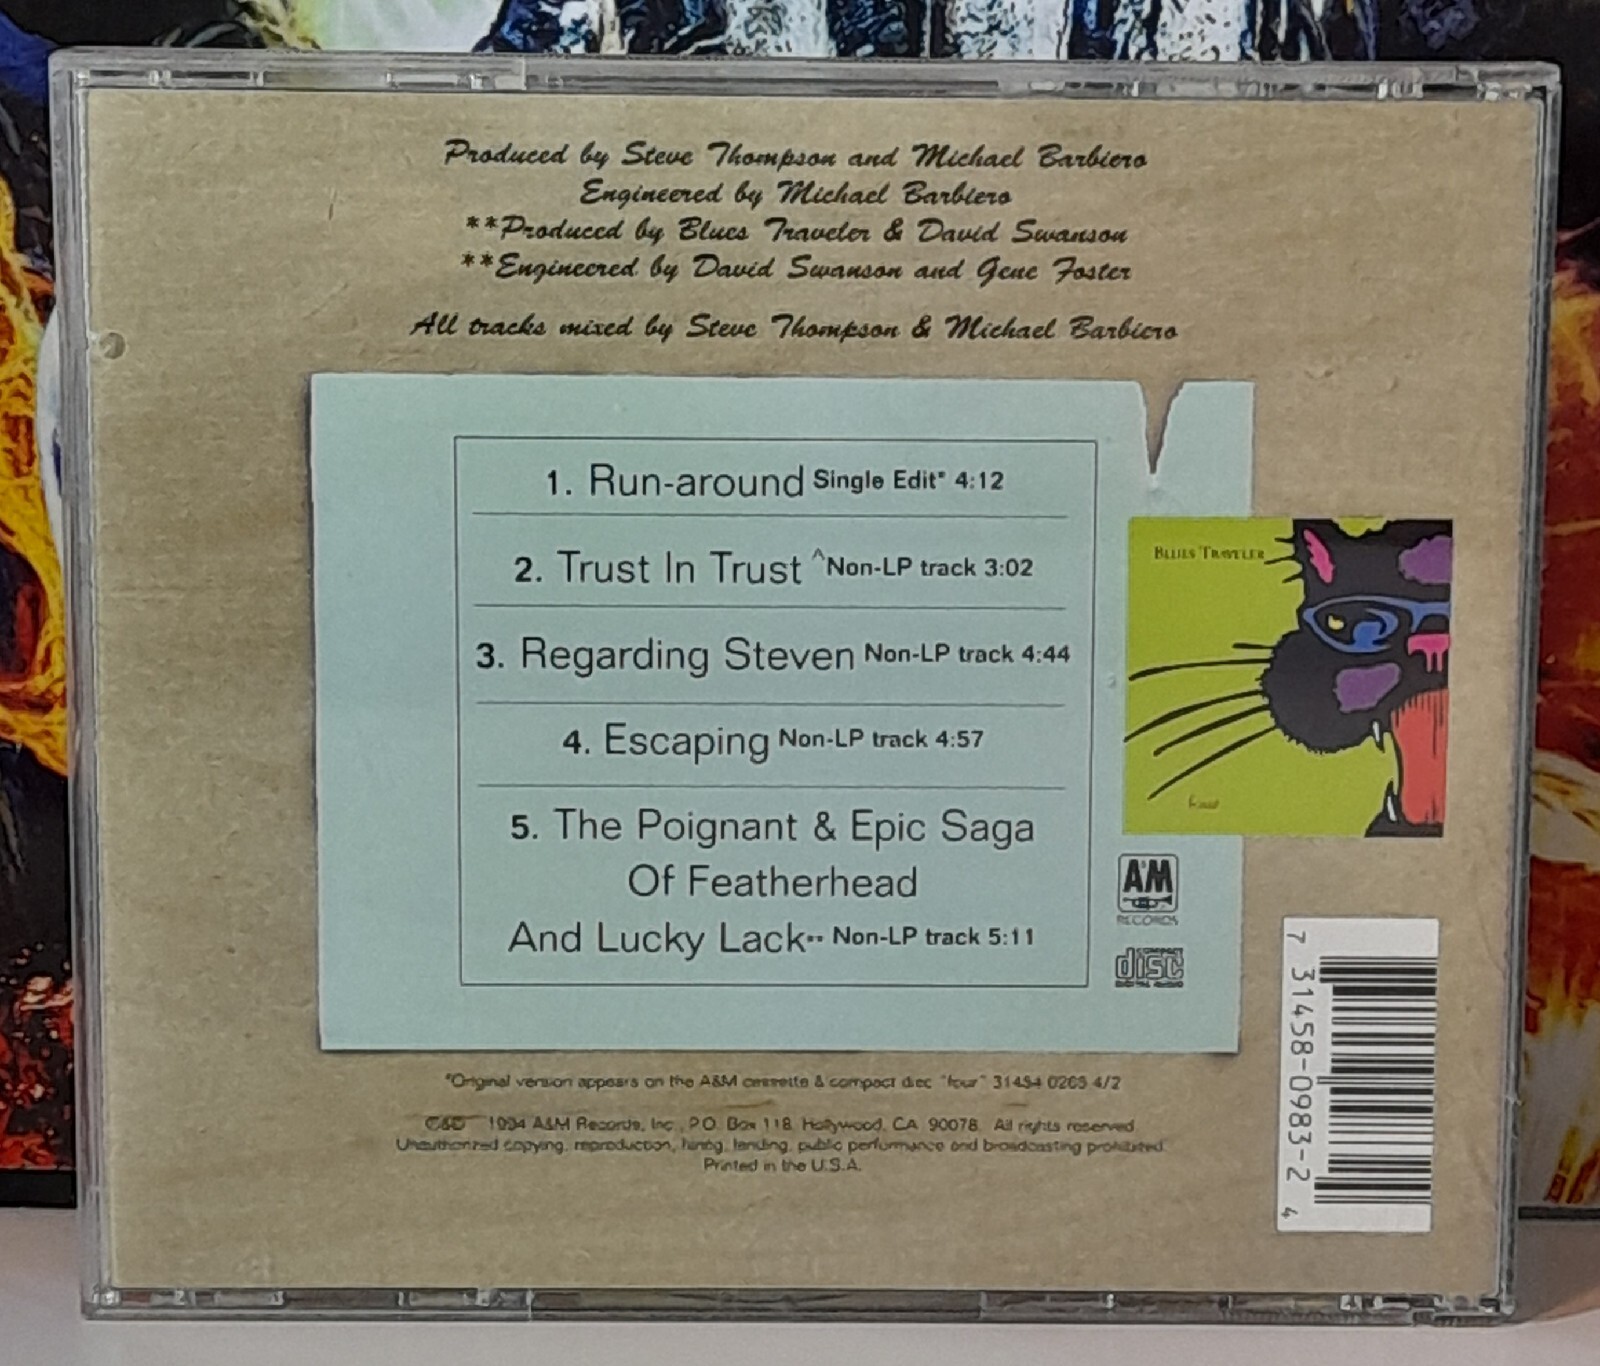 Produced by Steve Thompson and Michael Barbiero
Engineered by Michael Barbiero
**Produced by Blues Traveler & David Swanson
**Engineered by David Swanson and Gene Foster
All tracks mixed by Steve Thompson & Michael Barbiero
1. Run-around Single Edit* 4:12
2. Trust In Trust ^Non-LP track 3:02
3. Regarding Steven Non-LP track 4:44
4. Escaping Non-LP track 4:57
5. The Poignant & Epic Saga
Of Featherhead
And Lucky Lack** Non-LP track 5:11
BLUES TRAVELER
four
A&M
RECORDS
COMPACT
disc
DIGITAL AUDIO
7 31458-0983-2 4
*Original version appears on the A&M cassette & compact disc "four" 31454 0265 4/2
1994 A&M Records, Inc., P.O. Box 118, Hollywood, CA 90078. All rights reserved.
Unauthorized copying, reproduction, hiring, lending, public performance and broadcasting prohibited.
Printed in the U.S.A.